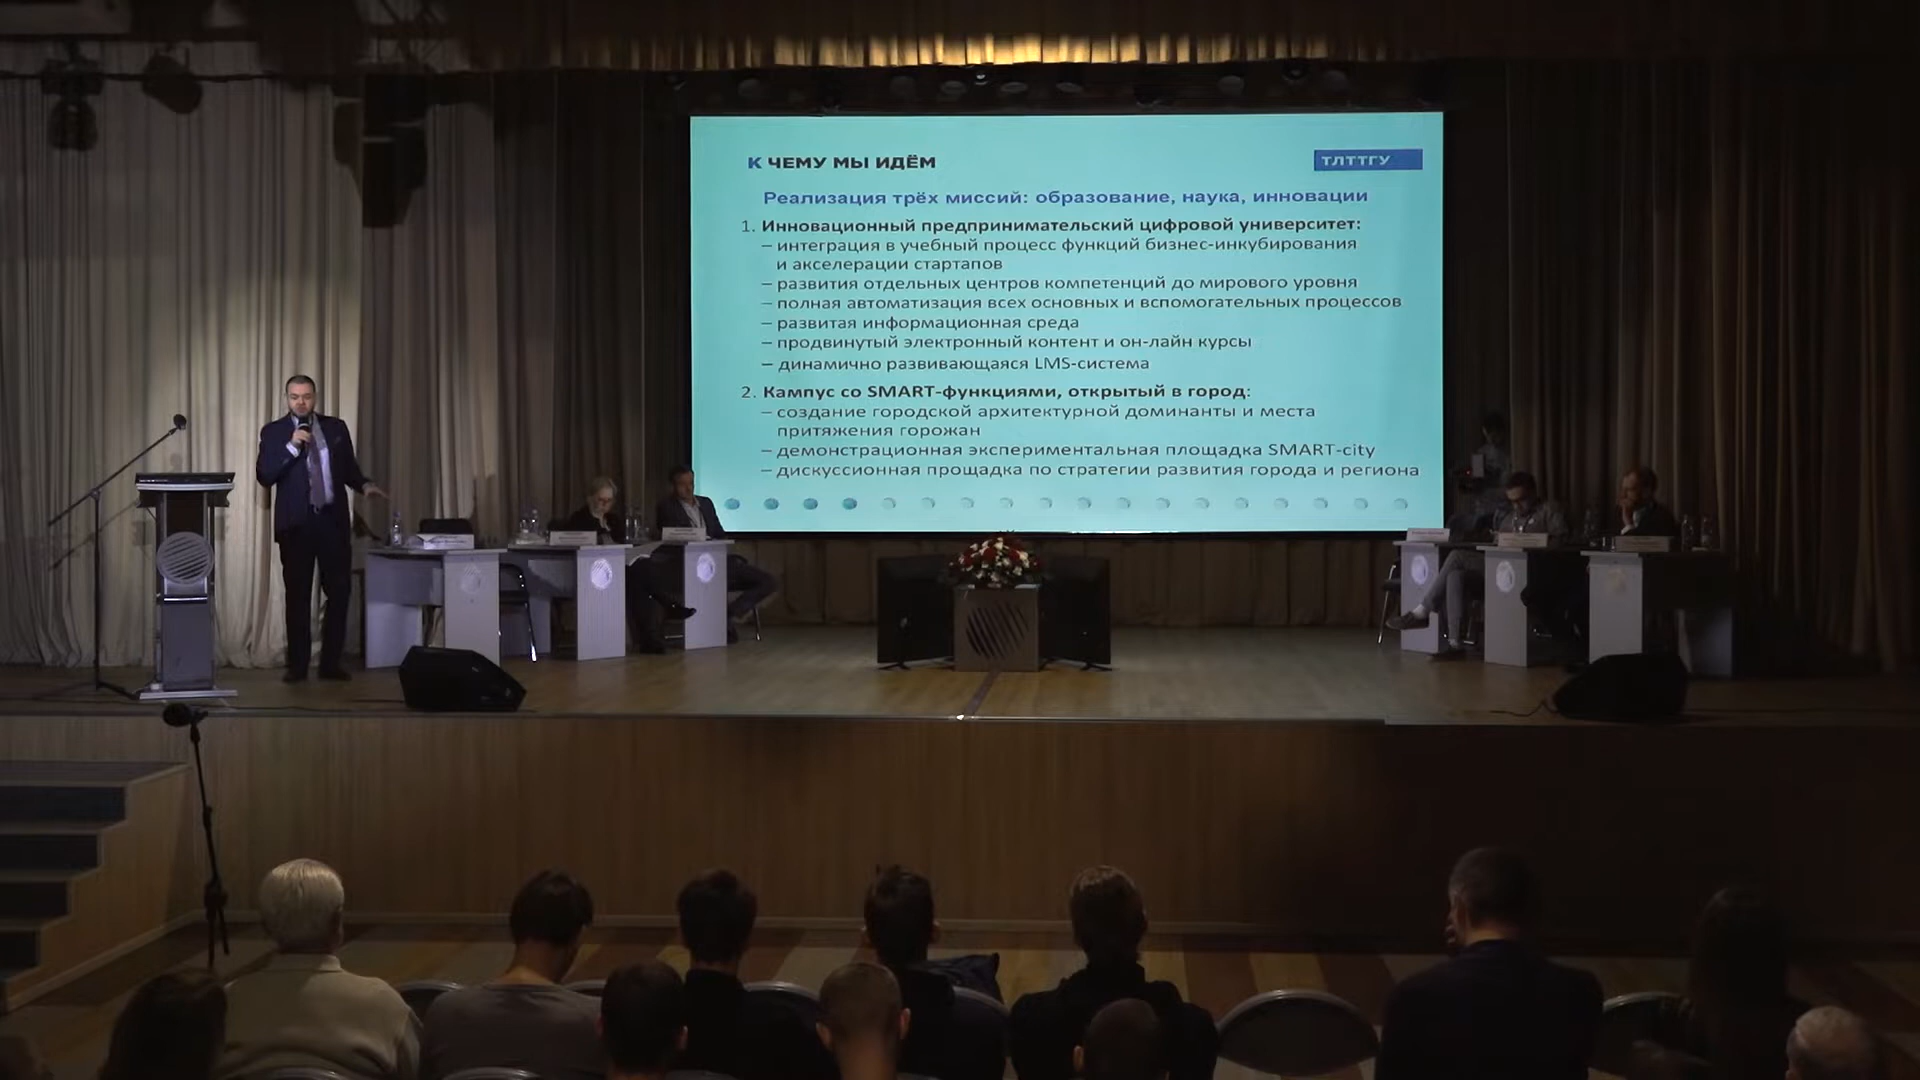 К ЧЕМУ МЫ ИДЁМ
ТЛТТГУ
Реализация трёх миссий: образование, наука, инновации
1. Инновационный предпринимательский цифровой университет:
– интеграция в учебный процесс функций бизнес-инкубирования
и акселерации стартапов
– развития отдельных центров компетенций до мирового уровня
– полная автоматизация всех основных и вспомогательных процессов
– развитая информационная среда
– продвинутый электронный контент и он-лайн курсы
– динамично развивающаяся LMS-система
2. Кампус со SMART-функциями, открытый в город:
– создание городской архитектурной доминанты и места
притяжения горожан
– демонстрационная экспериментальная площадка SMART-city
– дискуссионная прощадка по стратегии развития города и региона